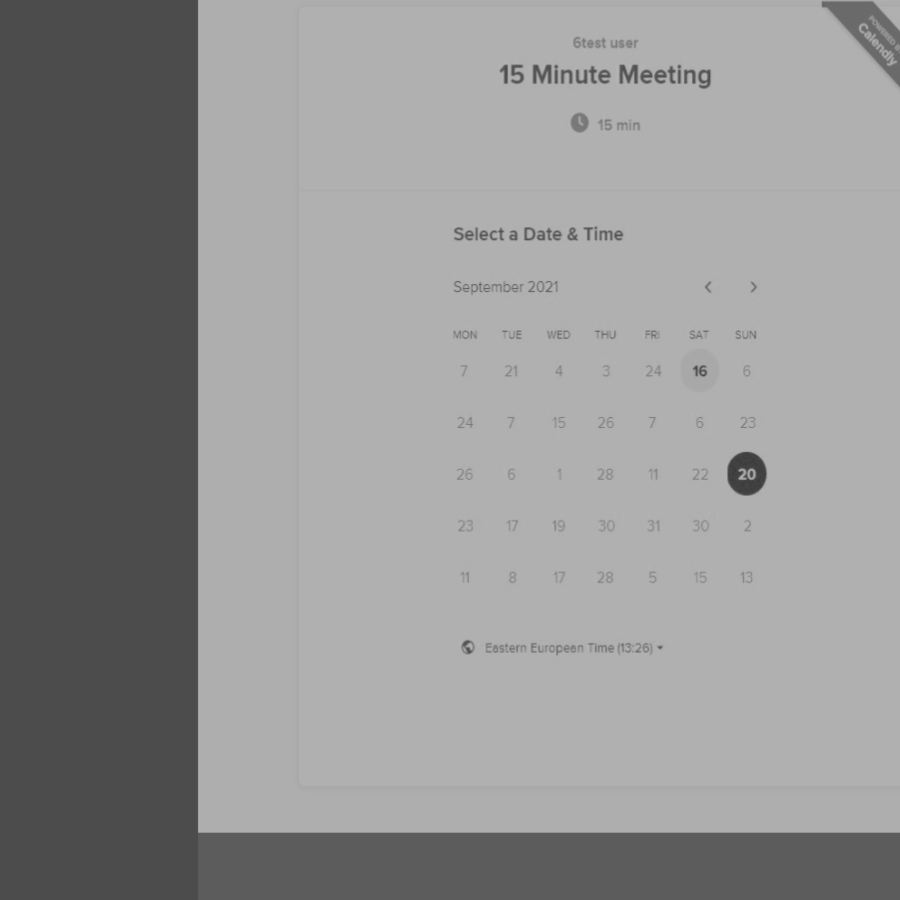 POWERED
Calendly
6test user
15 Minute Meeting
15 min
Select a Date & Time
September 2021
MON TUE WED THU FRI SAT SUN
7 21 4 3 24 16 6
24 7 15 26 7 6 23
26 6 1 28 11 22 20
23 17 19 30 31 30 2
11 8 17 28 5 15 13
Eastern European Time (13:26)